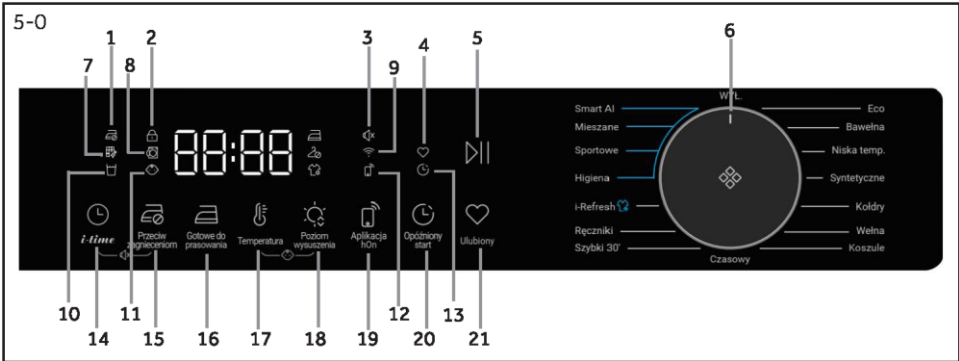 5-0
1
2
3
4
5
6
7
8
9
88:88
WYŁ.
Smart AI
Mieszane
Sportowe
Higiena
i-Refresh
Ręczniki
Szybki 30'
Czasowy
Eco
Bawełna
Niska temp.
Syntetyczne
Kołdry
Wełna
Koszule
i-time
Przeciw
zagnieceniom
Gotowe do
prasowania
Temperatura
Poziom
wysuszenia
Aplikacja
hOn
Opóźniony
start
Ulubiony
10
11
12
13
14
15
16
17
18
19
20
21